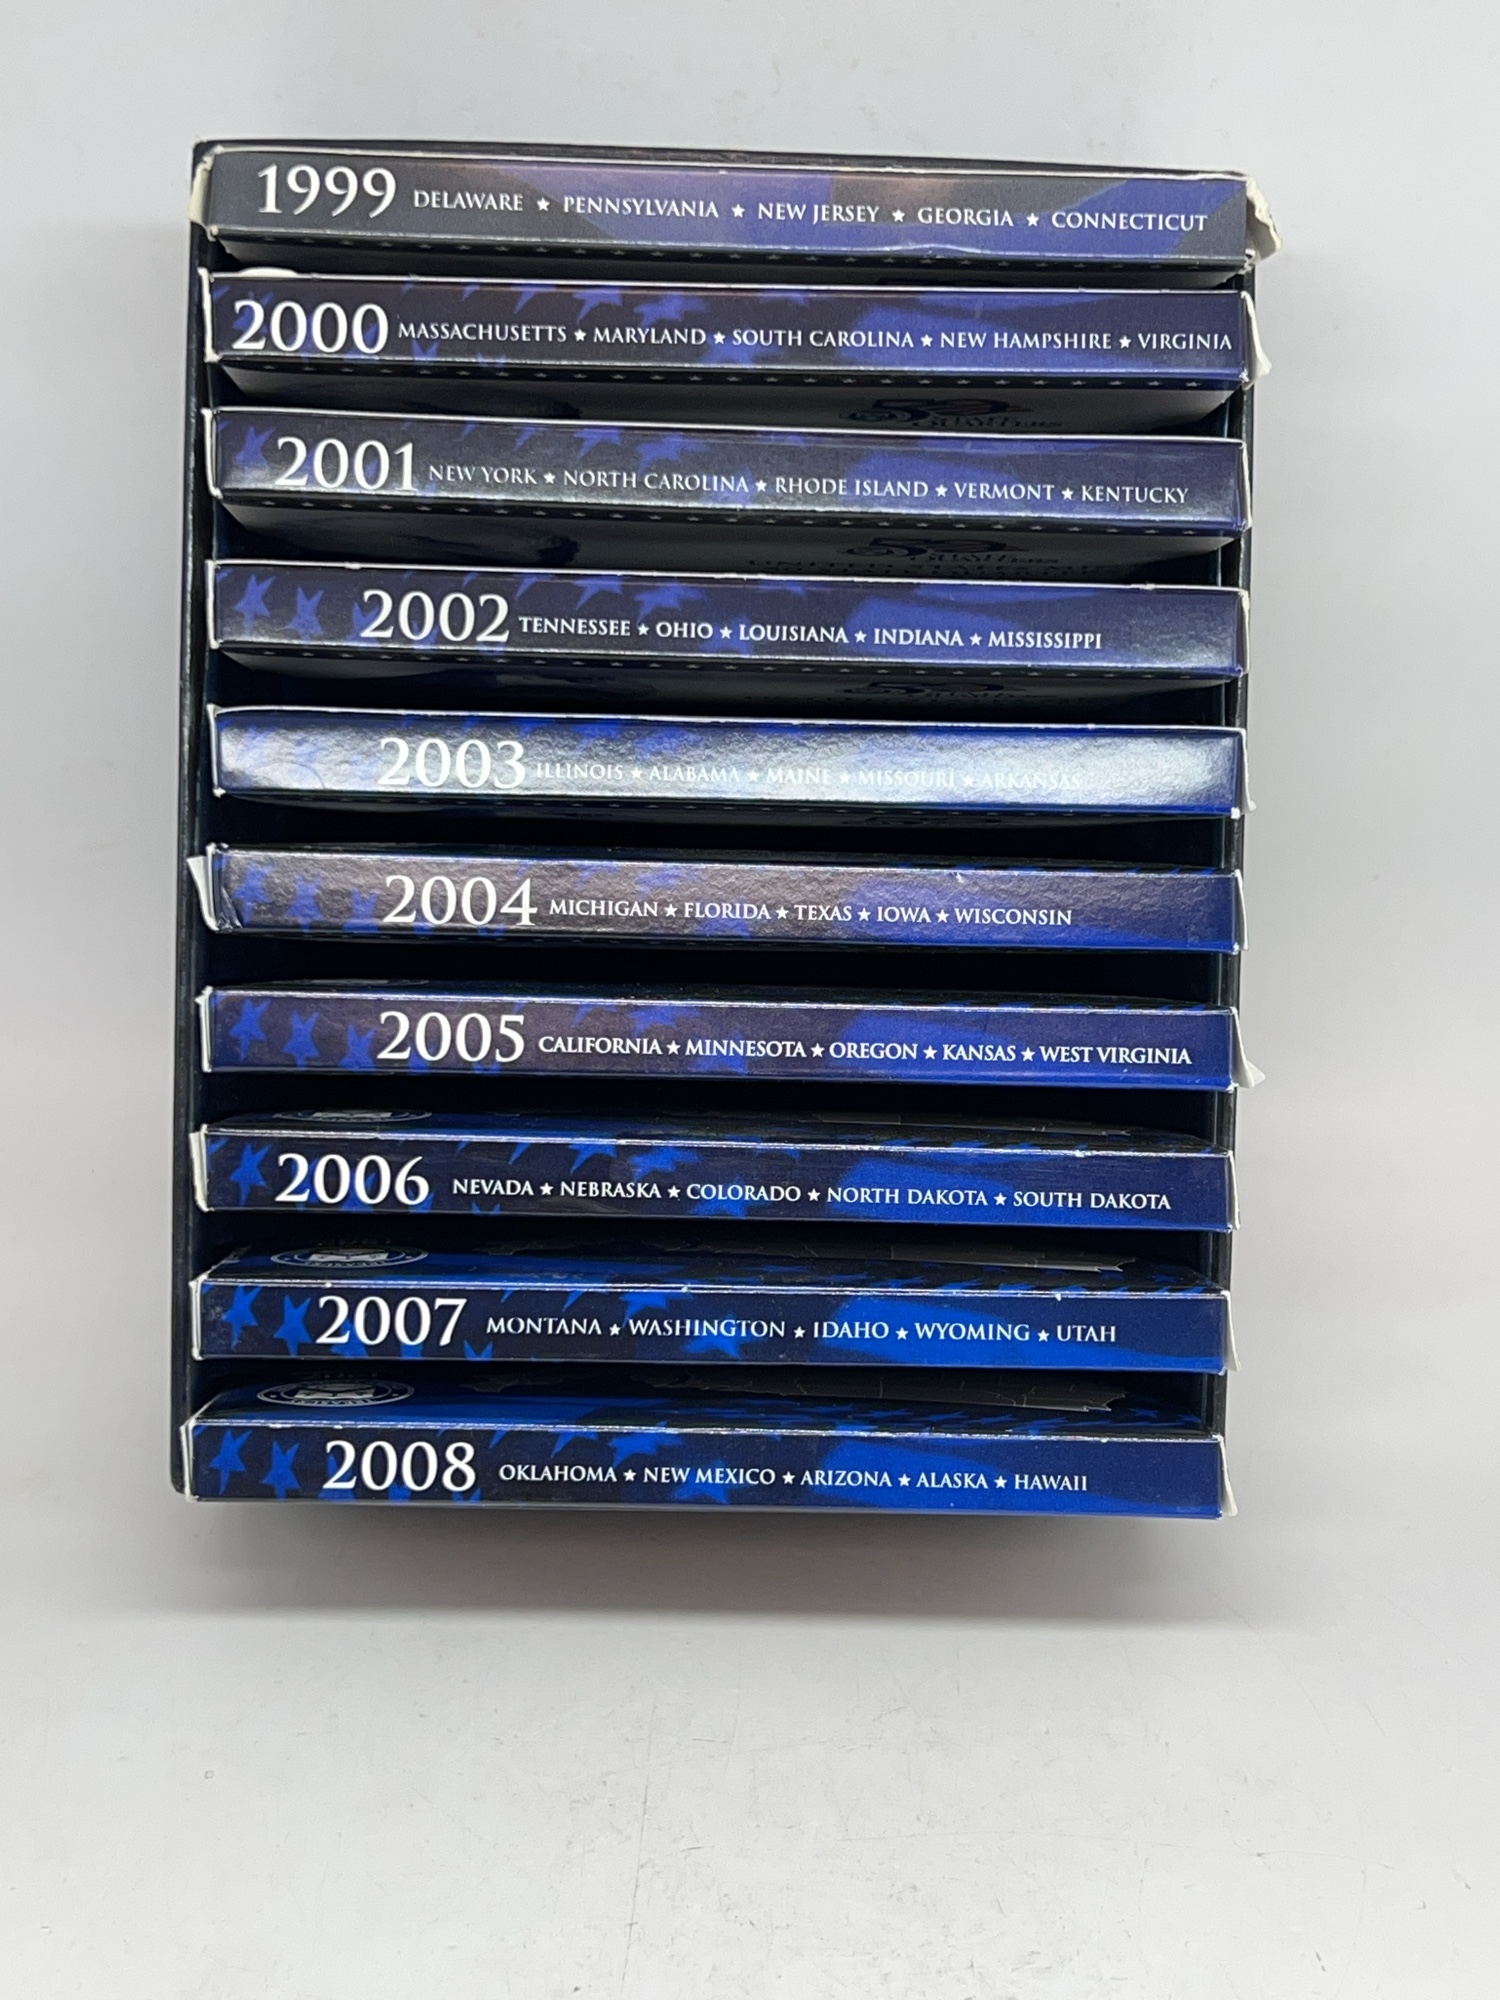 1999 DELAWARE ★ PENNSYLVANIA ★ NEW JERSEY ★ GEORGIA ★ CONNECTICUT
2000 MASSACHUSETTS ★ MARYLAND ★ SOUTH CAROLINA ★ NEW HAMPSHIRE ★ VIRGINIA
2001 NEW YORK ★ NORTH CAROLINA ★ RHODE ISLAND ★ VERMONT ★ KENTUCKY
2002 TENNESSEE ★ OHIO ★ LOUISIANA ★ INDIANA ★ MISSISSIPPI
2003 ILLINOIS ★ ALABAMA ★ MAINE ★ MISSOURI ★ ARKANSAS
2004 MICHIGAN ★ FLORIDA ★ TEXAS ★ IOWA ★ WISCONSIN
2005 CALIFORNIA ★ MINNESOTA ★ OREGON ★ KANSAS ★ WEST VIRGINIA
2006 NEVADA ★ NEBRASKA ★ COLORADO ★ NORTH DAKOTA ★ SOUTH DAKOTA
2007 MONTANA ★ WASHINGTON ★ IDAHO ★ WYOMING ★ UTAH
2008 OKLAHOMA ★ NEW MEXICO ★ ARIZONA ★ ALASKA ★ HAWAII